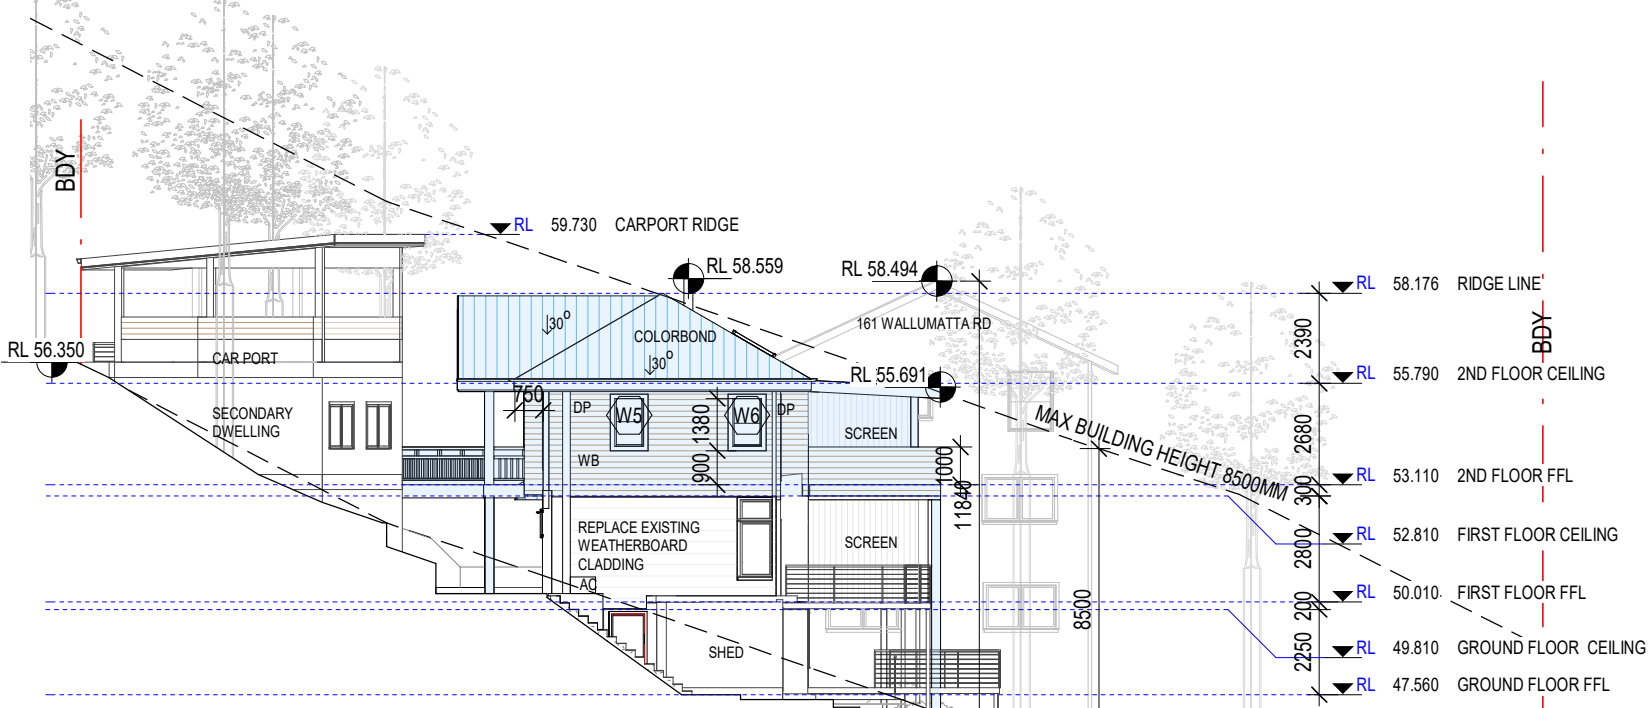 BDY
RL 59.730 CARPORT RIDGE
RL 58.559
RL 58.494
RL 58.176 RIDGE LINE
30°
COLORBOND
30°
161 WALLUMATTA RD
2390
BDY
RL 56.350
CAR PORT
RL 55.691
RL 55.790 2ND FLOOR CEILING
750
SECONDARY
DWELLING
DP
W5
1380
W6
DP
SCREEN
MAX BUILDING HEIGHT 8500MM
2680
WB
900
1000
RL 53.110 2ND FLOOR FFL
300
11840
REPLACE EXISTING
WEATHERBOARD
CLADDING
SCREEN
RL 52.810 FIRST FLOOR CEILING
2800
AC
8500
RL 50.010 FIRST FLOOR FFL
200
SHED
RL 49.810 GROUND FLOOR CEILING
2250
RL 47.560 GROUND FLOOR FFL